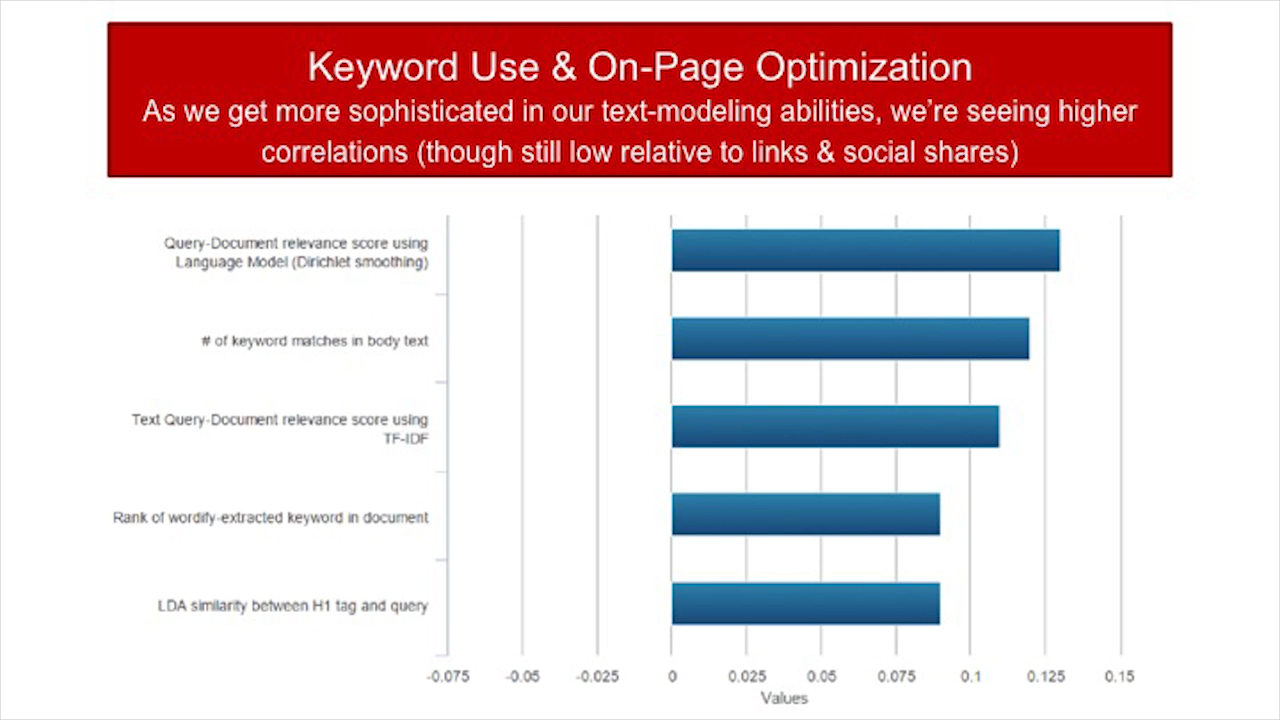 Keyword Use & On-Page Optimization
As we get more sophisticated in our text-modeling abilities, we're seeing higher
correlations (though still low relative to links & social shares)
Query-Document relevance score using
Language Model (Dirichlet smoothing)
# of keyword matches in body text
Text Query-Document relevance score using
TF-IDF
Rank of wordify-extracted keyword in document
LDA similarity between H1 tag and query
-0.075 -0.05 -0.025 0 0.025 0.05 0.075 0.1 0.125 0.15
Values